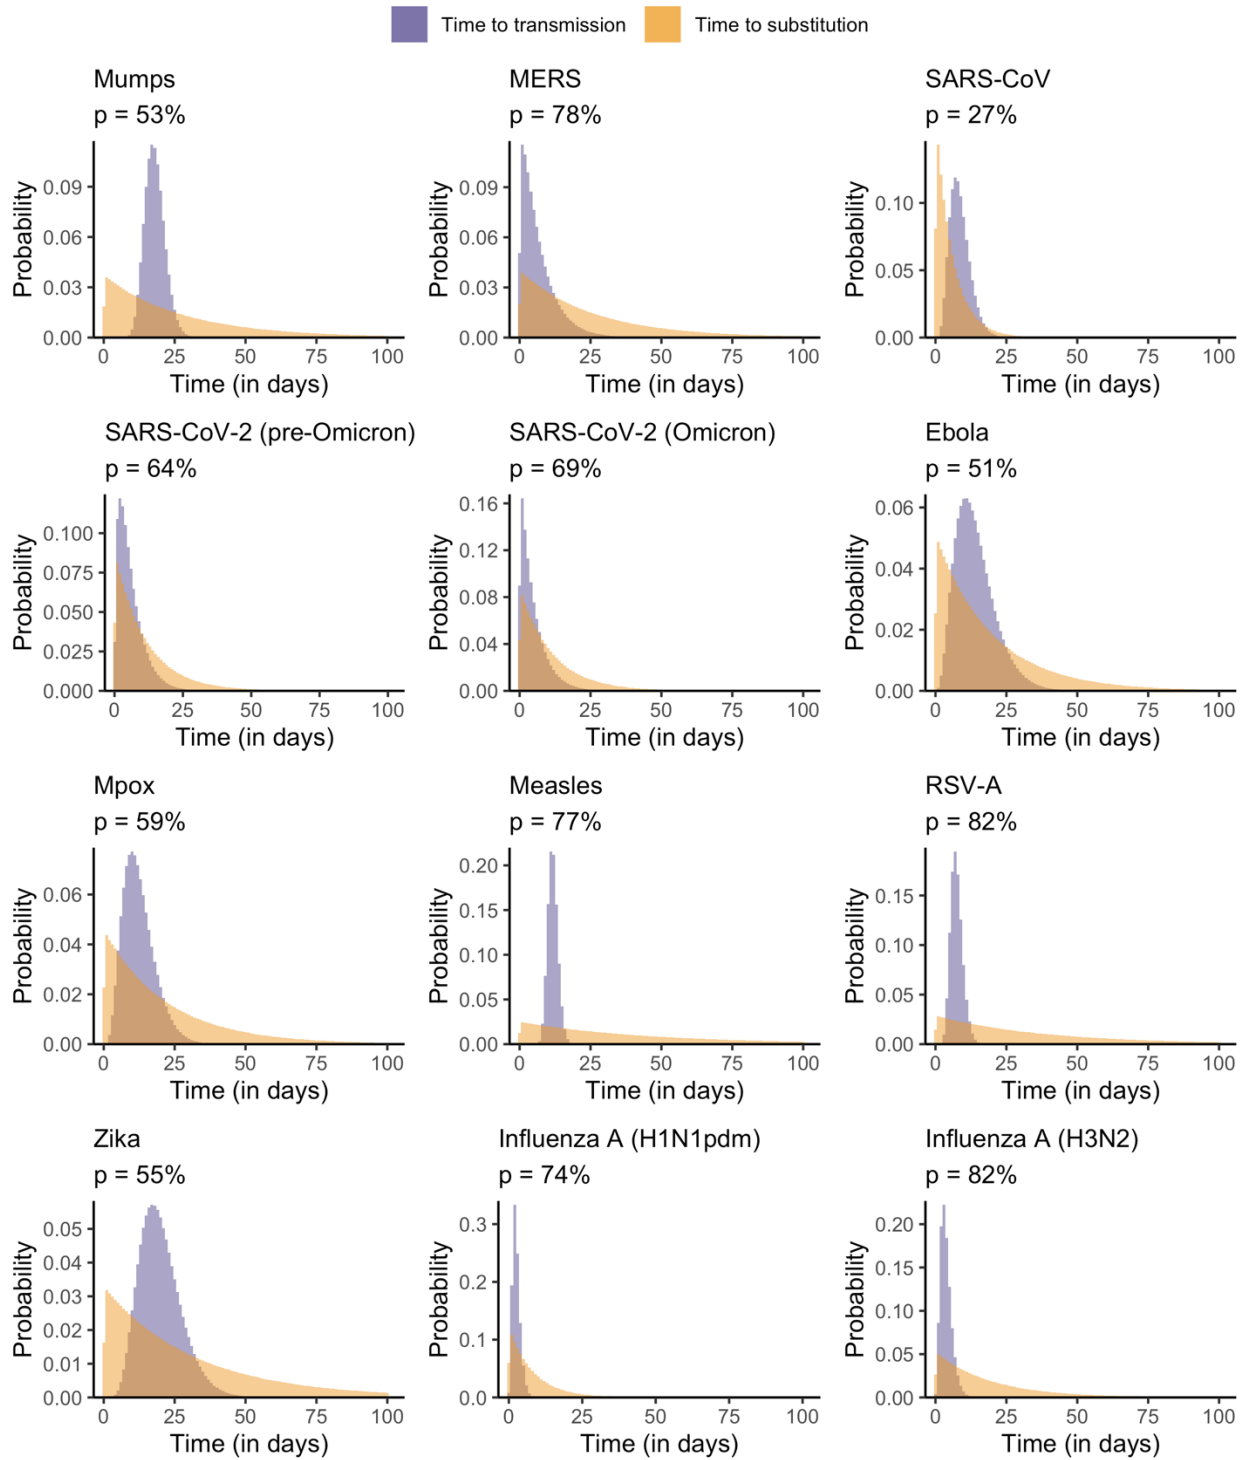 Time to transmission Time to substitution
Mumps
p = 53%
Probability
0.09
0.06
0.03
0.00
0 25 50 75 100
Time (in days)
MERS
p = 78%
Probability
0.09
0.06
0.03
0.00
0 25 50 75 100
Time (in days)
SARS-CoV
p = 27%
Probability
0.10
0.05
0.00
0 25 50 75 100
Time (in days)
SARS-CoV-2 (pre-Omicron)
p = 64%
Probability
0.100
0.075
0.050
0.025
0.000
0 25 50 75 100
Time (in days)
SARS-CoV-2 (Omicron)
p = 69%
Probability
0.16
0.12
0.08
0.04
0.00
0 25 50 75 100
Time (in days)
Ebola
p = 51%
Probability
0.06
0.04
0.02
0.00
0 25 50 75 100
Time (in days)
Mpox
p = 59%
Probability
0.06
0.04
0.02
0.00
0 25 50 75 100
Time (in days)
Measles
p = 77%
Probability
0.20
0.15
0.10
0.05
0.00
0 25 50 75 100
Time (in days)
RSV-A
p = 82%
Probability
0.15
0.10
0.05
0.00
0 25 50 75 100
Time (in days)
Zika
p = 55%
Probability
0.05
0.04
0.03
0.02
0.01
0.00
0 25 50 75 100
Time (in days)
Influenza A (H1N1pdm)
p = 74%
Probability
0.3
0.2
0.1
0.0
0 25 50 75 100
Time (in days)
Influenza A (H3N2)
p = 82%
Probability
0.20
0.15
0.10
0.05
0.00
0 25 50 75 100
Time (in days)